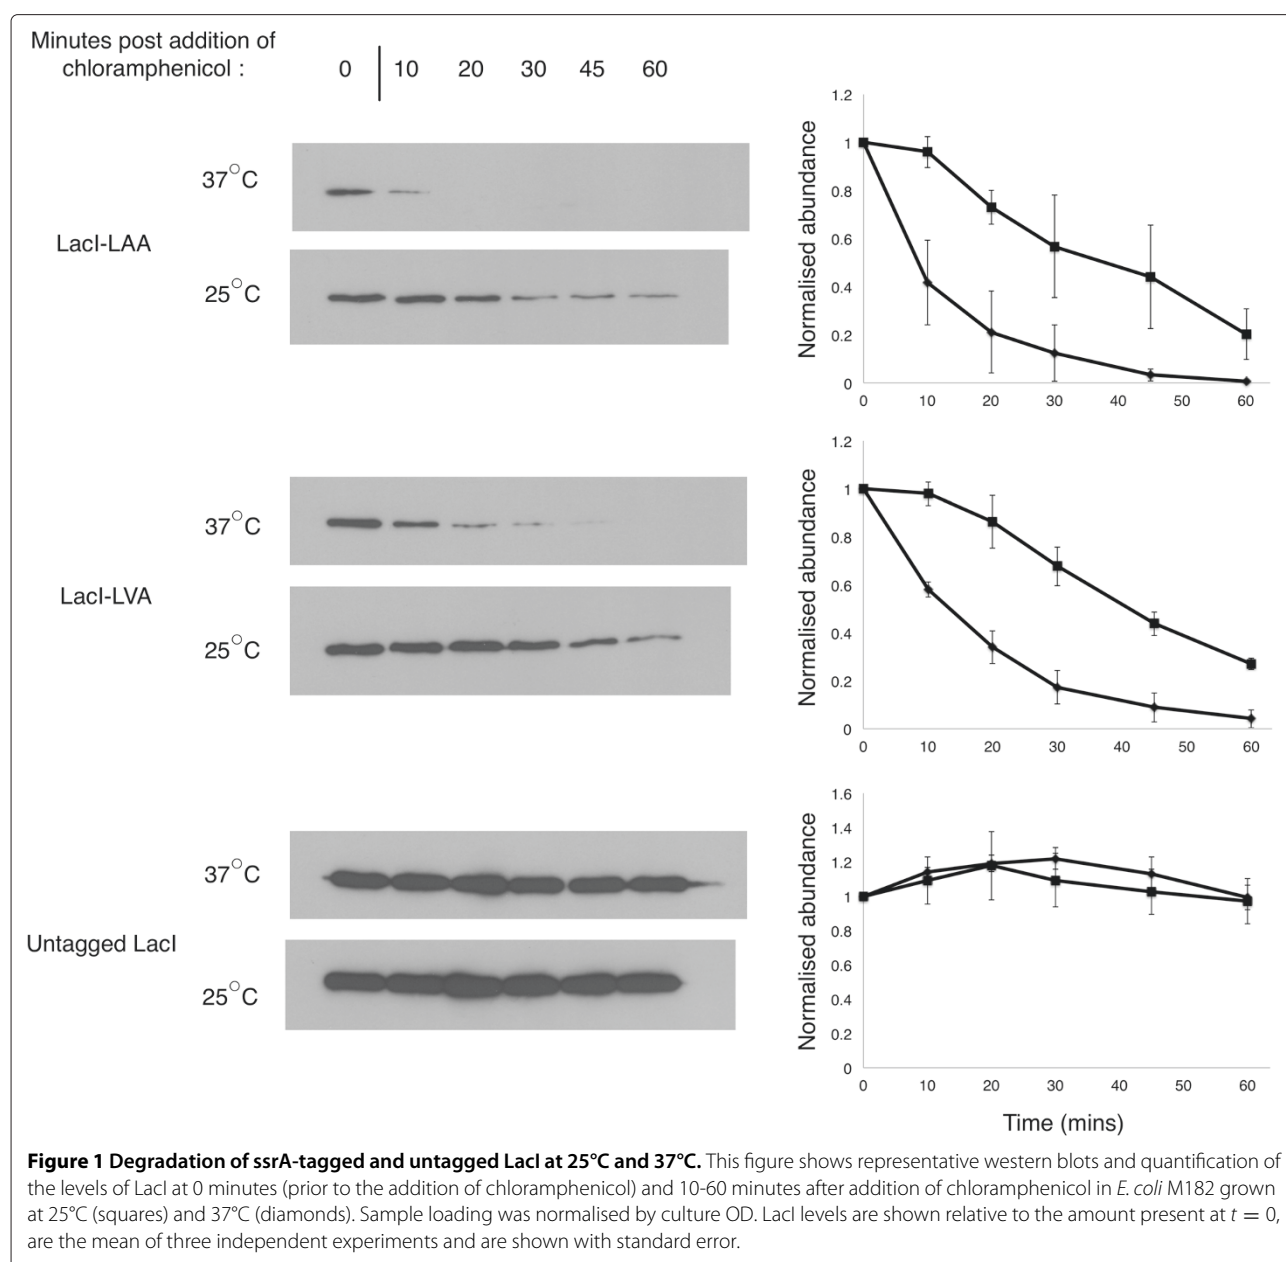 Minutes post addition of
chloramphenicol :
0 10 20 30 45 60
37°C
LacI-LAA
25°C
1.2
1
0.8
0.6
0.4
0.2
0
Normalised abundance
0 10 20 30 40 50 60
37°C
LacI-LVA
25°C
1.2
1
0.8
0.6
0.4
0.2
0
Normalised abundance
0 10 20 30 40 50 60
37°C
Untagged LacI
25°C
1.6
1.4
1.2
1
0.8
0.6
0.4
0.2
0
Normalised abundance
0 10 20 30 40 50 60
Time (mins)
Figure 1 Degradation of ssrA-tagged and untagged LacI at 25°C and 37°C. This figure shows representative western blots and quantification of
the levels of LacI at 0 minutes (prior to the addition of chloramphenicol) and 10-60 minutes after addition of chloramphenicol in E. coli M182 grown
at 25°C (squares) and 37°C (diamonds). Sample loading was normalised by culture OD. LacI levels are shown relative to the amount present at t = 0,
are the mean of three independent experiments and are shown with standard error.